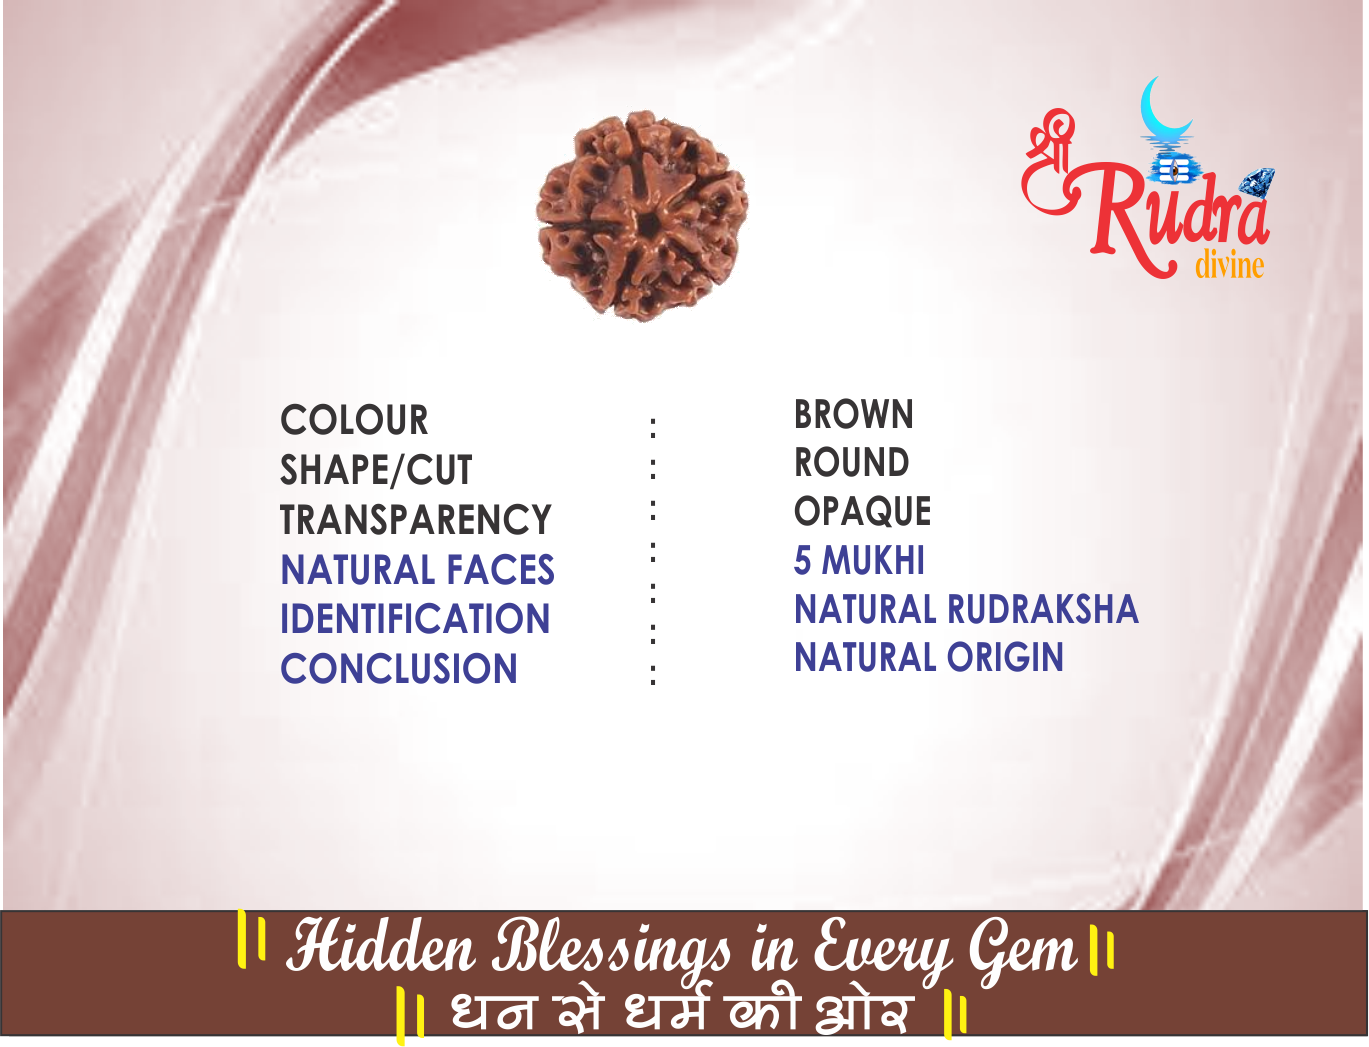 श्री
Rudra
divine
COLOUR : BROWN
SHAPE/CUT : ROUND
TRANSPARENCY : OPAQUE
NATURAL FACES : 5 MUKHI
IDENTIFICATION : NATURAL RUDRAKSHA
CONCLUSION : NATURAL ORIGIN
|| Hidden Blessings in Every Gem ||
|| धन से धर्म की ओर ||